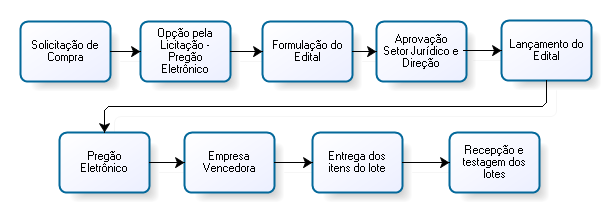 Solicitação de
Compra
Opção pela
Licitação -
Pregão
Eletrônico
Formulação do
Edital
Aprovação
Setor Jurídico e
Direção
Lançamento do
Edital
Pregão
Eletrônico
Empresa
Vencedora
Entrega dos
itens do lote
Recepção e
testagem dos
lotes